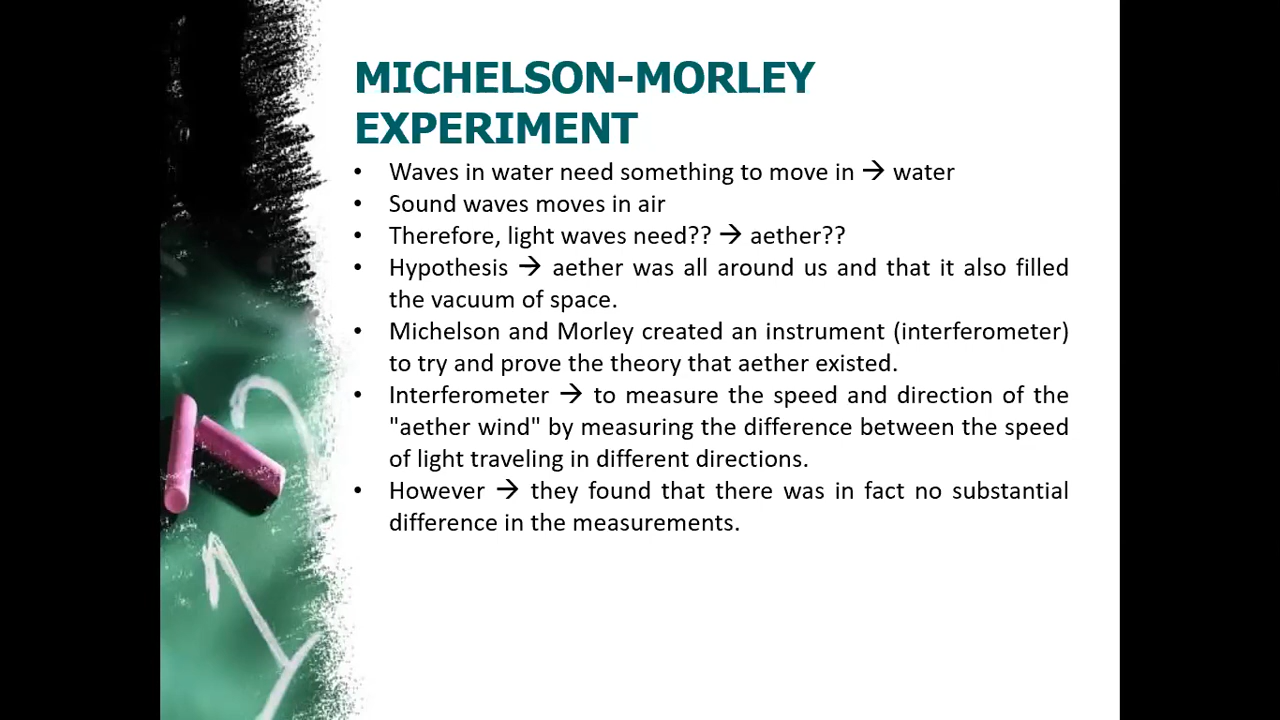 MICHELSON-MORLEY
EXPERIMENT
• Waves in water need something to move in → water
• Sound waves moves in air
• Therefore, light waves need?? → aether??
• Hypothesis → aether was all around us and that it also filled
the vacuum of space.
• Michelson and Morley created an instrument (interferometer)
to try and prove the theory that aether existed.
• Interferometer → to measure the speed and direction of the
"aether wind" by measuring the difference between the speed
of light traveling in different directions.
• However → they found that there was in fact no substantial
difference in the measurements.